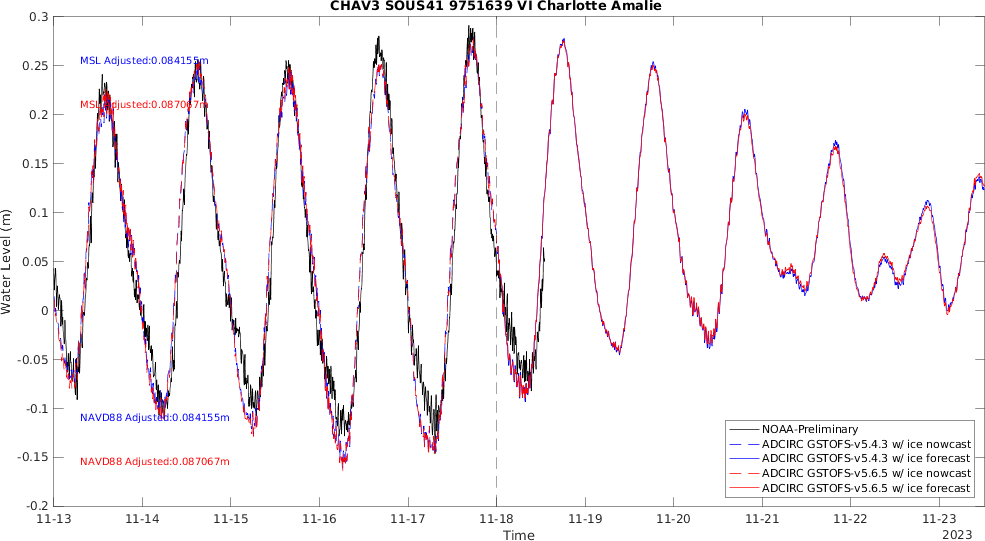 CHAV3 SOUS41 9751639 VI Charlotte Amalie
0.3
0.25
0.2
0.15
0.1
0.05
0
-0.05
-0.1
-0.15
-0.2
Water Level (m)
MSL Adjusted:0.084155m
MSL Adjusted:0.087067m
NAVD88 Adjusted:0.084155m
NAVD88 Adjusted:0.087067m
NOAA-Preliminary
ADCIRC GSTOFS-v5.4.3 w/ ice nowcast
ADCIRC GSTOFS-v5.4.3 w/ ice forecast
ADCIRC GSTOFS-v5.6.5 w/ ice nowcast
ADCIRC GSTOFS-v5.6.5 w/ ice forecast
11-13 11-14 11-15 11-16 11-17 11-18 11-19 11-20 11-21 11-22 11-23
2023
Time